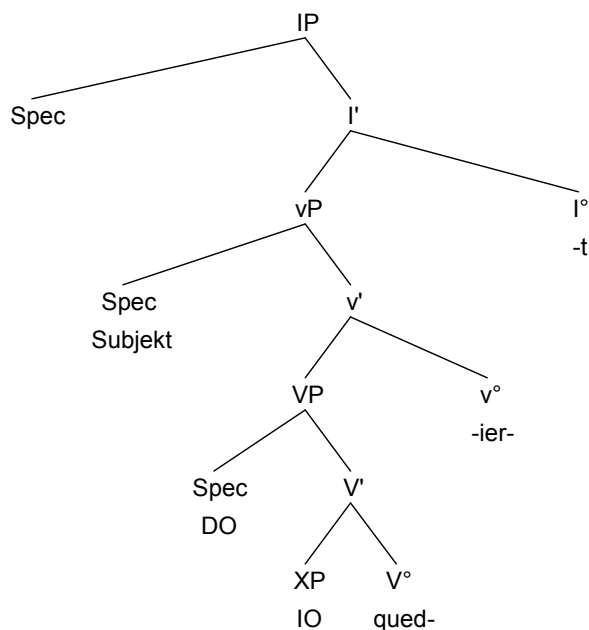 IP
Spec I'
vP I°
-t
Spec v'
Subjekt
VP v°
-ier-
Spec V'
DO
XP V°
IO qued-